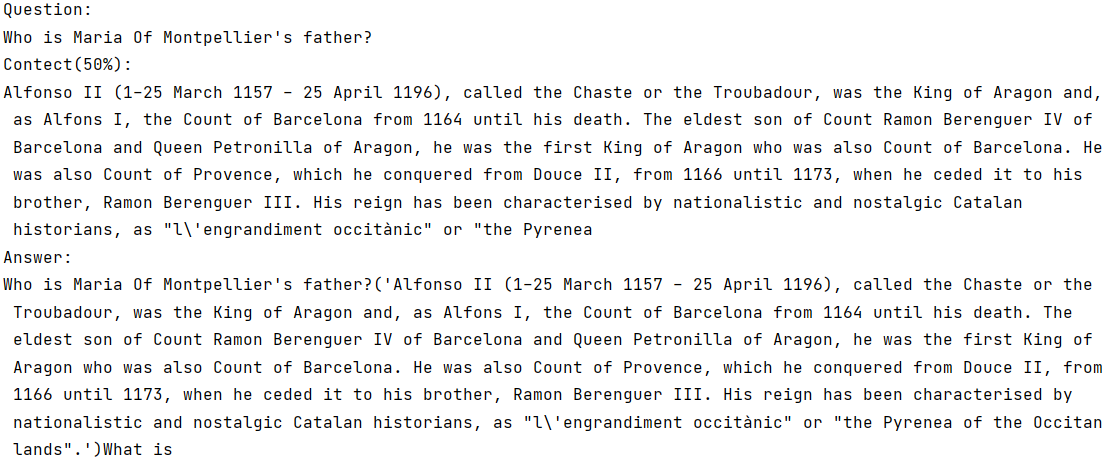 Question:
Who is Maria Of Montpellier's father?
Contect(50%):
Alfonso II (1–25 March 1157 – 25 April 1196), called the Chaste or the Troubadour, was the King of Aragon and,
as Alfons I, the Count of Barcelona from 1164 until his death. The eldest son of Count Ramon Berenguer IV of
Barcelona and Queen Petronilla of Aragon, he was the first King of Aragon who was also Count of Barcelona. He
was also Count of Provence, which he conquered from Douce II, from 1166 until 1173, when he ceded it to his
brother, Ramon Berenguer III. His reign has been characterised by nationalistic and nostalgic Catalan
historians, as "l\'engrandiment occitànic" or "the Pyrenea
Answer:
Who is Maria Of Montpellier's father?('Alfonso II (1–25 March 1157 – 25 April 1196), called the Chaste or the
Troubadour, was the King of Aragon and, as Alfons I, the Count of Barcelona from 1164 until his death. The
eldest son of Count Ramon Berenguer IV of Barcelona and Queen Petronilla of Aragon, he was the first King of
Aragon who was also Count of Barcelona. He was also Count of Provence, which he conquered from Douce II, from
1166 until 1173, when he ceded it to his brother, Ramon Berenguer III. His reign has been characterised by
nationalistic and nostalgic Catalan historians, as "l\'engrandiment occitànic" or "the Pyrenea of the Occitan
lands".')What is